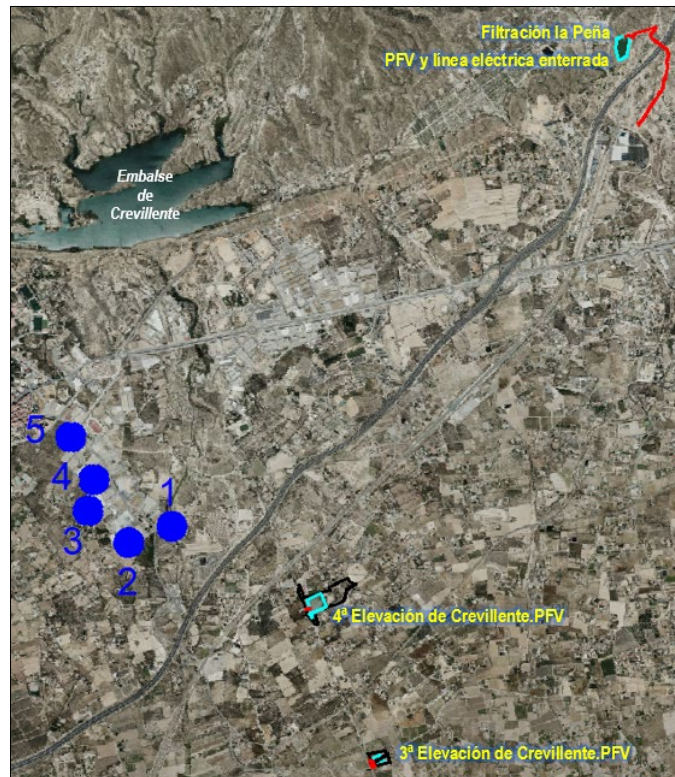 Filtración la Peña
PFV y línea eléctrica enterrada
Embalse
de
Crevillente
5
4
1
3
2
4ª Elevación de Crevillente.PFV
3ª Elevación de Crevillente.PFV